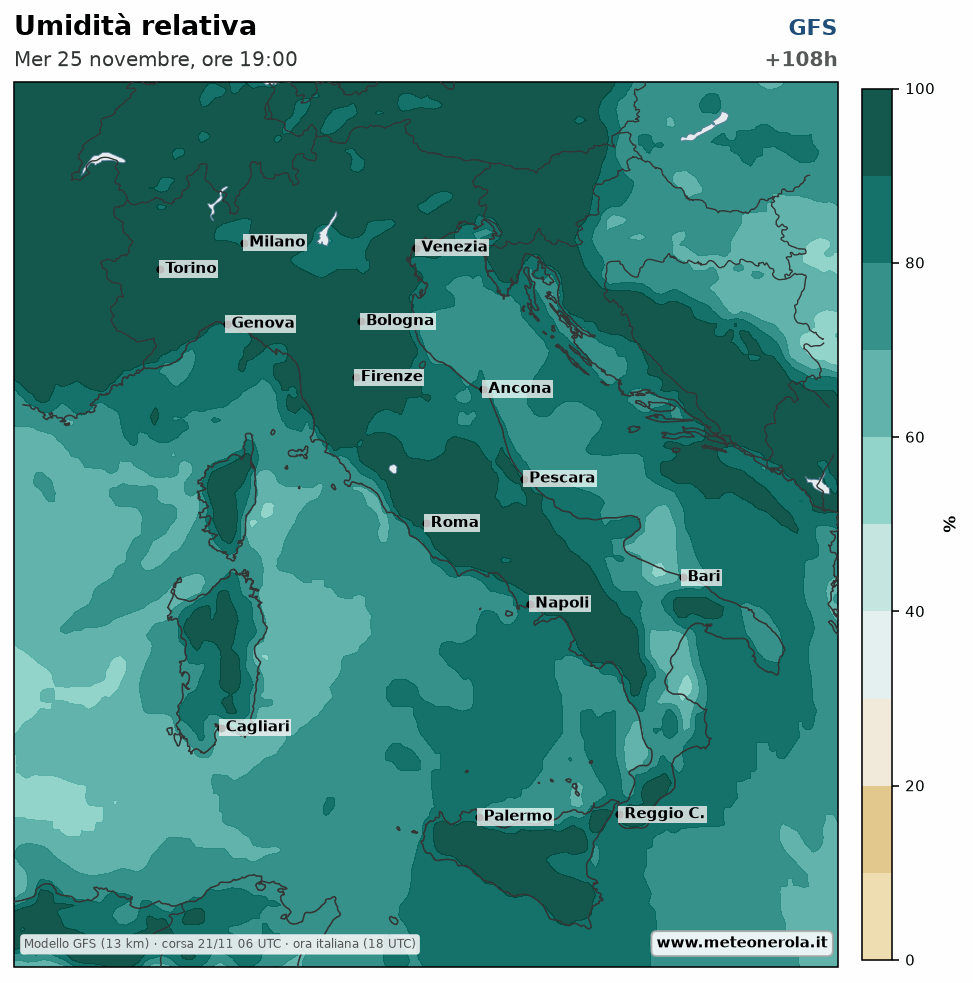 Umidità relativa
GFS
Mer 25 novembre, ore 19:00
+108h
100
80
60
40
20
0
%
Milano
Venezia
Torino
Genova
Bologna
Firenze
Ancona
Pescara
Roma
Bari
Napoli
Cagliari
Palermo
Reggio C.
Modello GFS (13 km) · corsa 21/11 06 UTC · ora italiana (18 UTC)
www.meteonerola.it